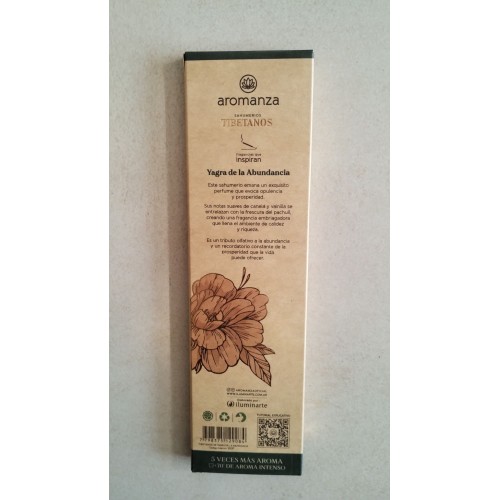 aromanza
SAHUMERIOS
TIBETANOS
Fragancias que
inspiran
Yagra de la Abundancia
Este sahumerio emana un exquisito
perfume que evoca opulencia
y prosperidad.
Sus notas suaves de canela y vainilla se
entrelazan con la frescura del pachulí,
creando una fragancia embriagadora
que llena el ambiente de calidez
y riqueza.
Es un tributo olfativo a la abundancia
y un recordatorio constante de la
prosperidad que la vida
puede ofrecer.
iluminarte
5 VECES MÁS AROMA
DE AROMA INTENSO